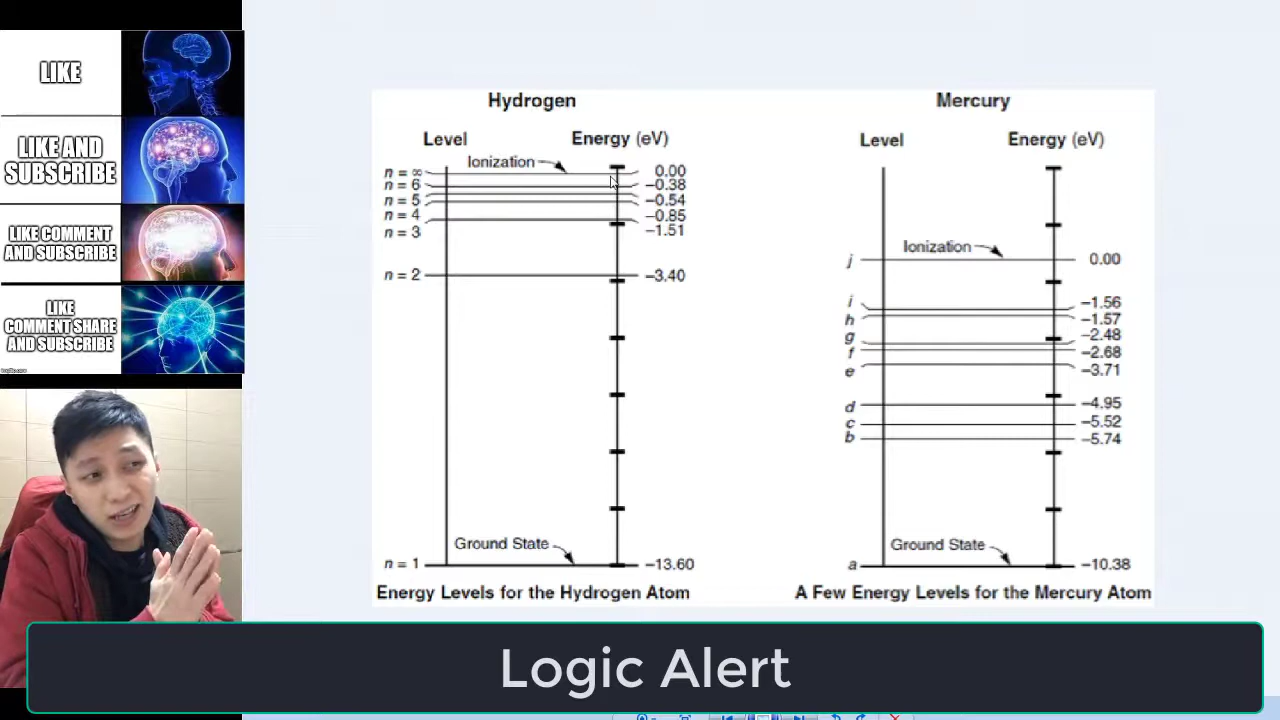 LIKE
LIKE AND
SUBSCRIBE
LIKE COMMENT
AND SUBSCRIBE
LIKE
COMMENT SHARE
AND SUBSCRIBE
Hydrogen
Level
Energy (eV)
Ionization
n = ∞
0.00
n = 6
−0.38
n = 5
−0.54
n = 4
−0.85
n = 3
−1.51
n = 2
−3.40
Ground State
n = 1
−13.60
Energy Levels for the Hydrogen Atom
Mercury
Level
Energy (eV)
Ionization
j
0.00
i
−1.56
h
−1.57
g
−2.48
f
−2.68
e
−3.71
d
−4.95
c
−5.52
b
−5.74
Ground State
a
−10.38
A Few Energy Levels for the Mercury Atom
Logic Alert